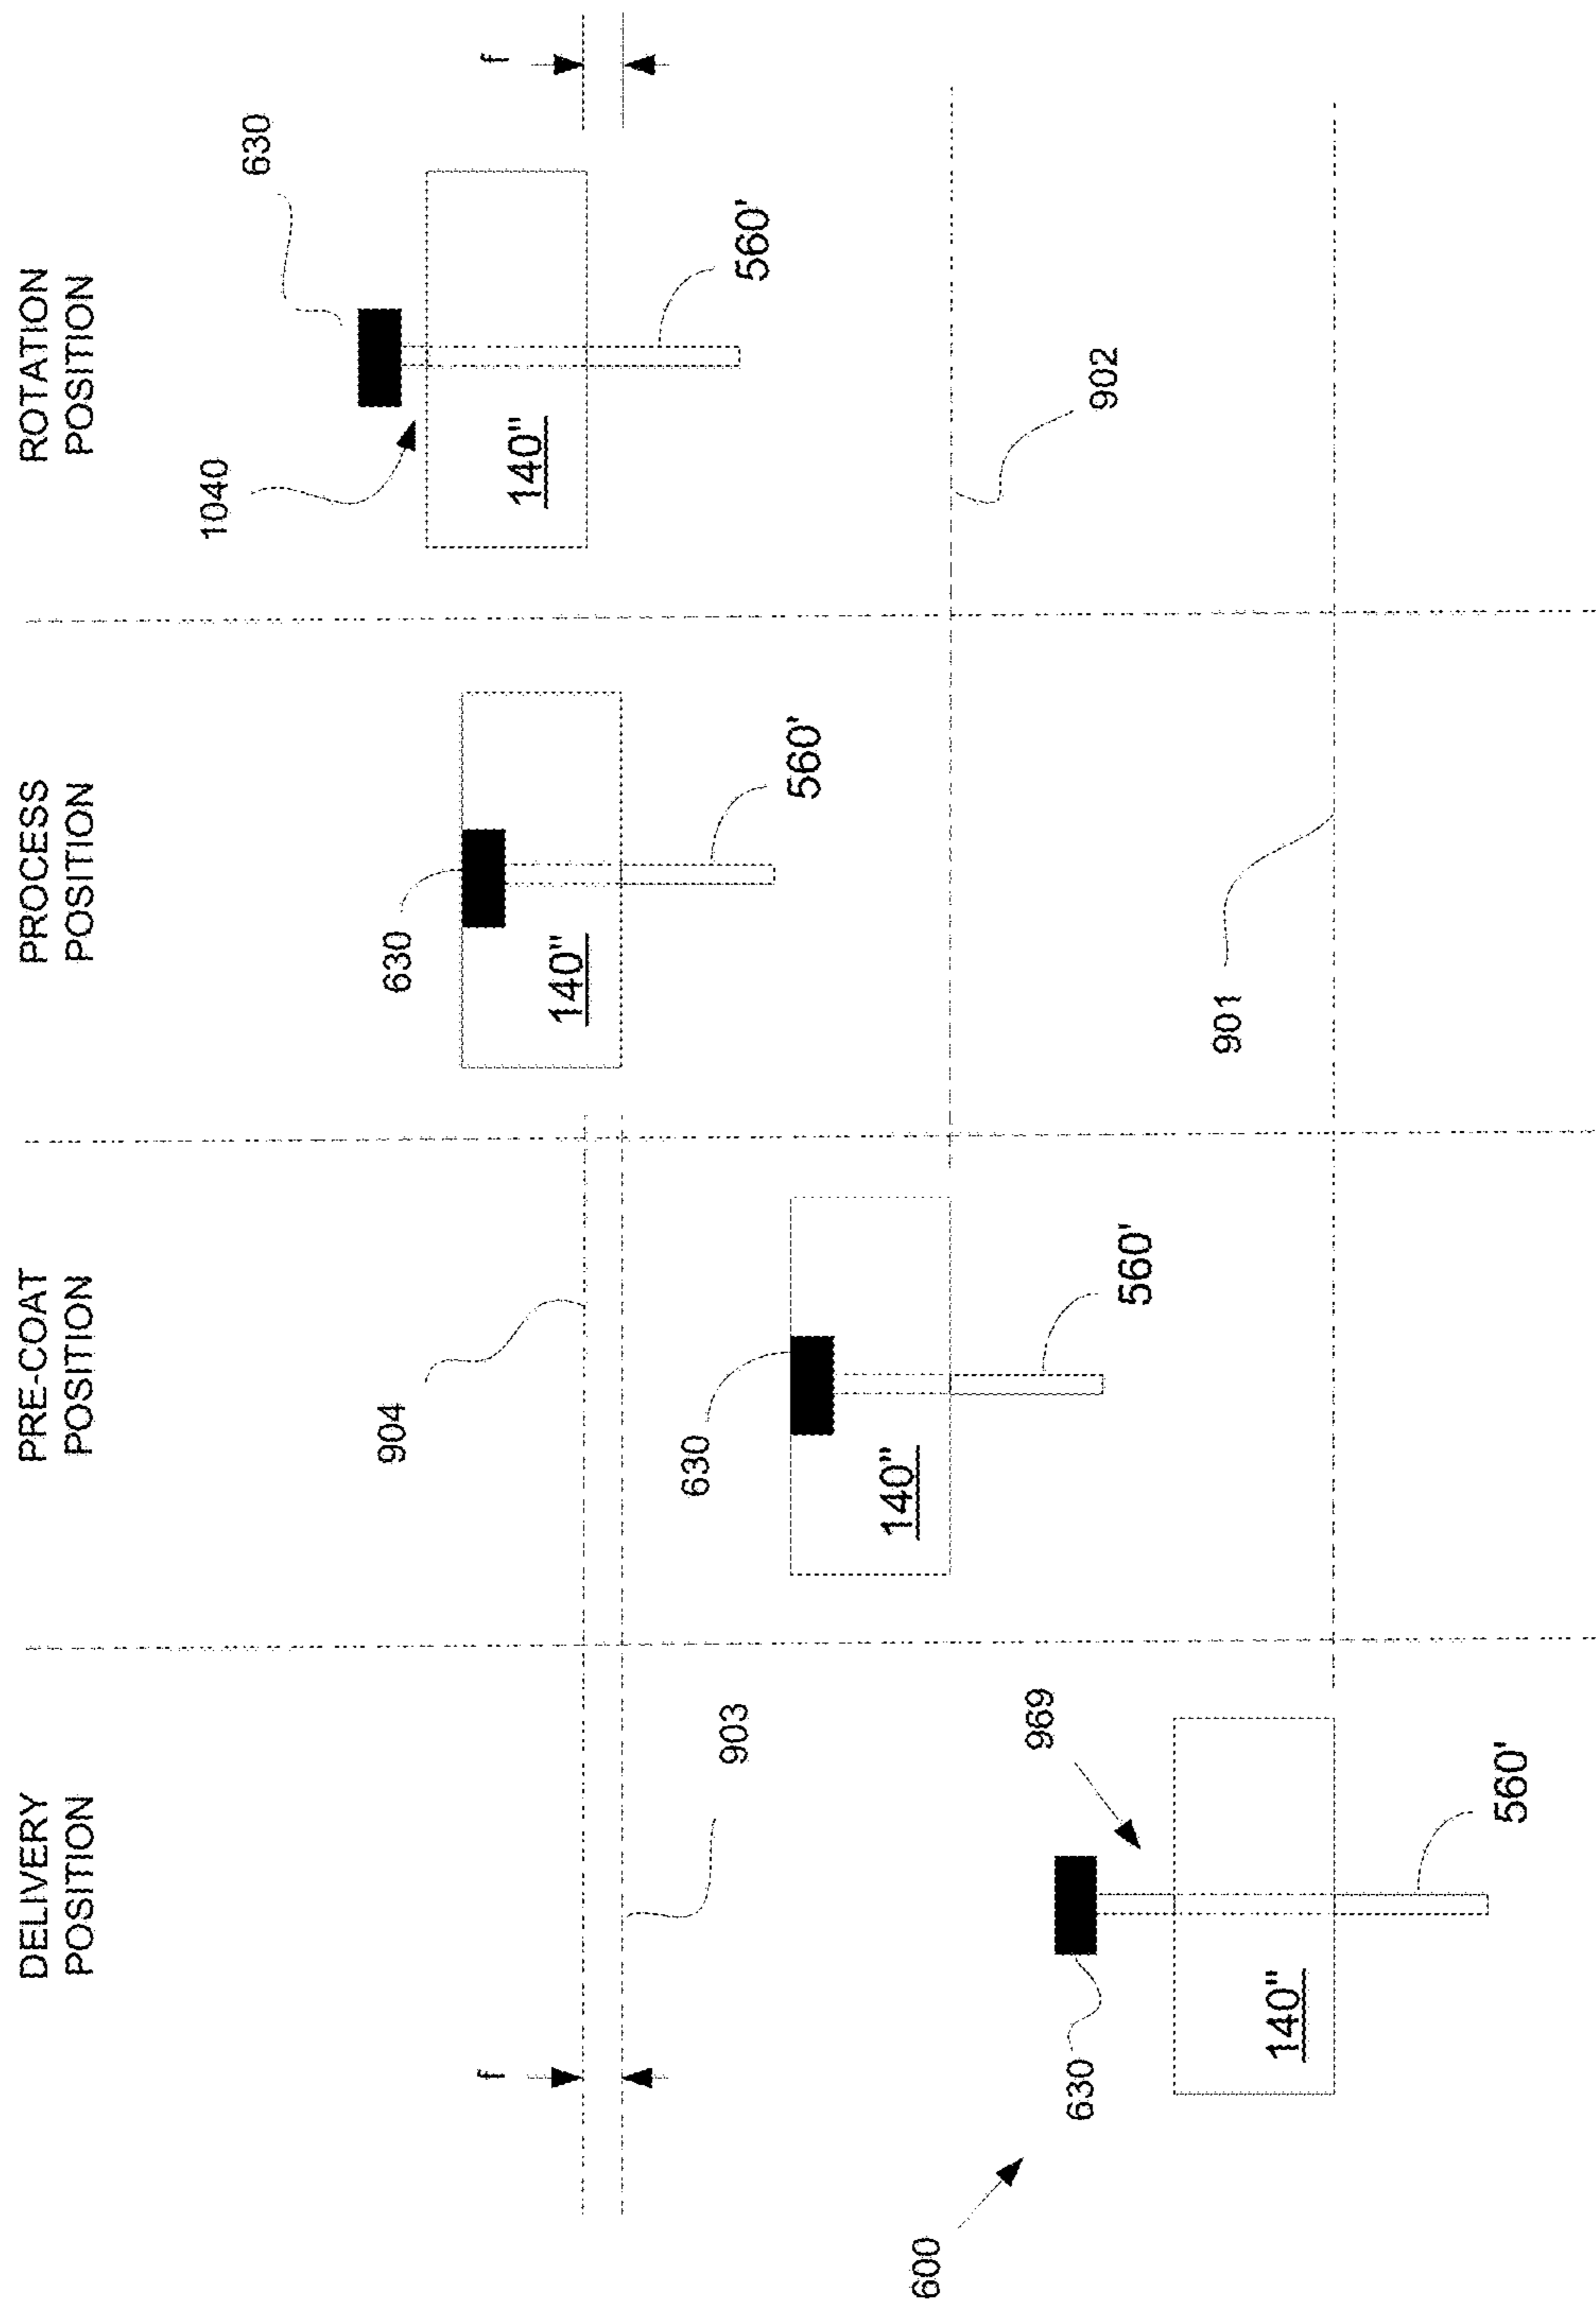 DELIVERY
POSITION
PRE-COAT
POSITION
PROCESS
POSITION
ROTATION
POSITION
f
904
903
600
630
969
140"
560'
630
140"
560'
630
140"
560'
901
902
1040
630
140"
560'
f